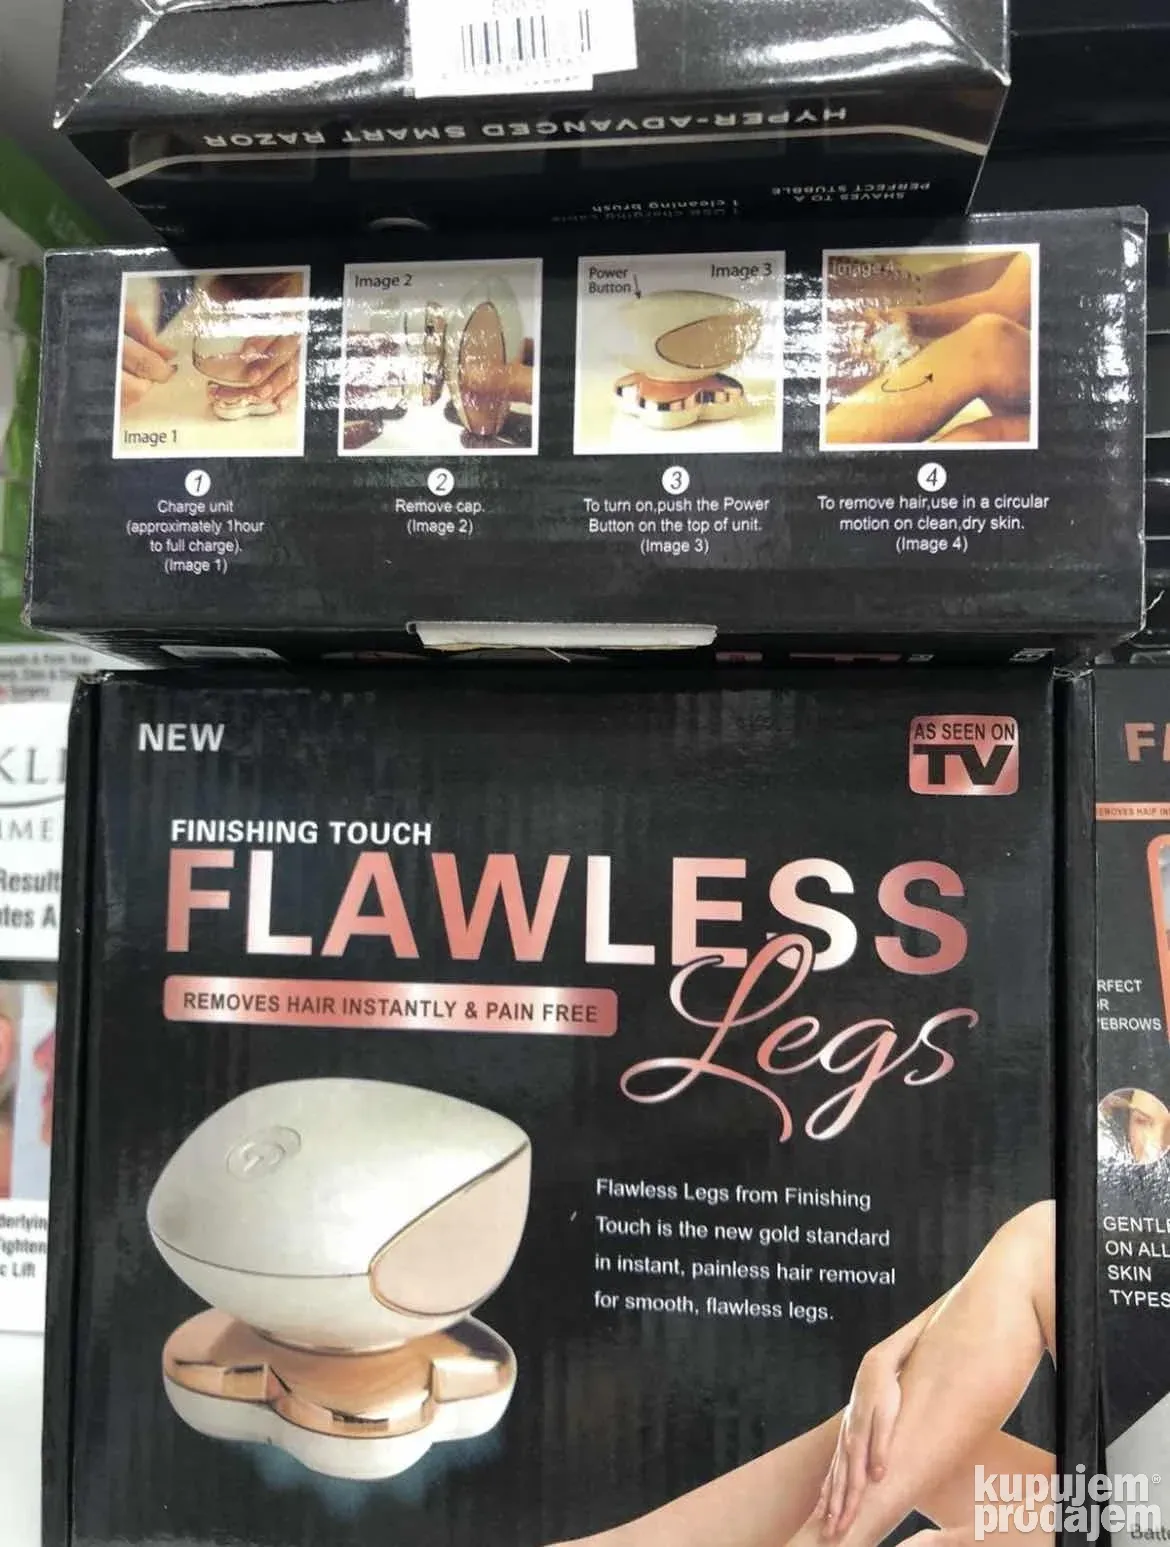 HYPER-ADVANCED SMART RAZOR
SHAVES TO A
PERFECT STUBBLE
1 USB charging cable
1 cleaning brush
Image 1
Image 2
Power
Button
Image 3
Image 4
1
Charge unit
(approximately 1hour
to full charge).
(Image 1)
2
Remove cap.
(Image 2)
3
To turn on,push the Power
Button on the top of unit.
(Image 3)
4
To remove hair,use in a circular
motion on clean,dry skin.
(Image 4)
NEW
AS SEEN ON
TV
FINISHING TOUCH
FLAWLESS
Legs
REMOVES HAIR INSTANTLY & PAIN FREE
Flawless Legs from Finishing
Touch is the new gold standard
in instant, painless hair removal
for smooth, flawless legs.
GENTLE
ON ALL
SKIN
TYPES
kupujem
prodajem